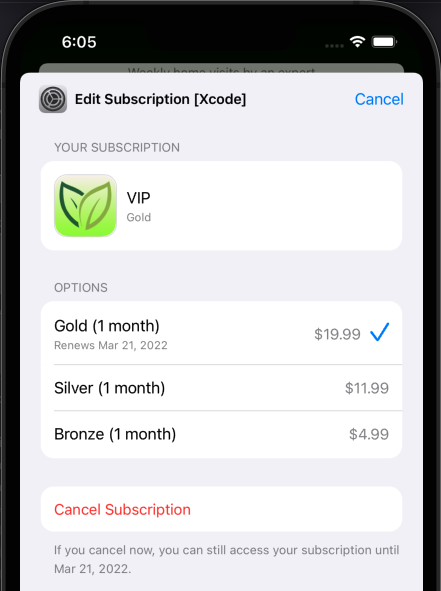 6:05
Weekly home visits by an expert
Edit Subscription [Xcode]
Cancel
YOUR SUBSCRIPTION
VIP
Gold
OPTIONS
Gold (1 month)
$19.99
Renews Mar 21, 2022
Silver (1 month)
$11.99
Bronze (1 month)
$4.99
Cancel Subscription
If you cancel now, you can still access your subscription until
Mar 21, 2022.